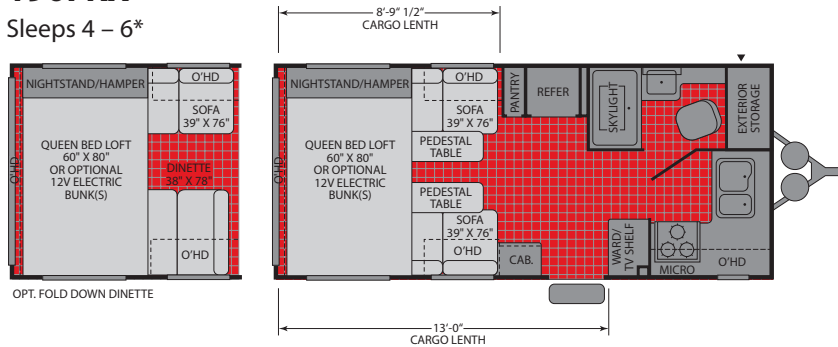 Sleeps 4 – 6*
8'-9" 1/2"
CARGO LENTH
NIGHTSTAND/HAMPER
O'HD
SOFA
39" X 76"
QUEEN BED LOFT
60" X 80"
OR OPTIONAL
12V ELECTRIC
BUNK(S)
DINETTE
38" X 78"
O'HD
O'HD
OPT. FOLD DOWN DINETTE
NIGHTSTAND/HAMPER
O'HD
SOFA
39" X 76"
PEDESTAL
TABLE
QUEEN BED LOFT
60" X 80"
OR OPTIONAL
12V ELECTRIC
BUNK(S)
O'HD
PEDESTAL
TABLE
SOFA
39" X 76"
O'HD
PANTRY
REFER
SKYLIGHT
EXTERIOR
STORAGE
CAB.
WARD/
TV SHELF
MICRO
O'HD
13'-0"
CARGO LENTH